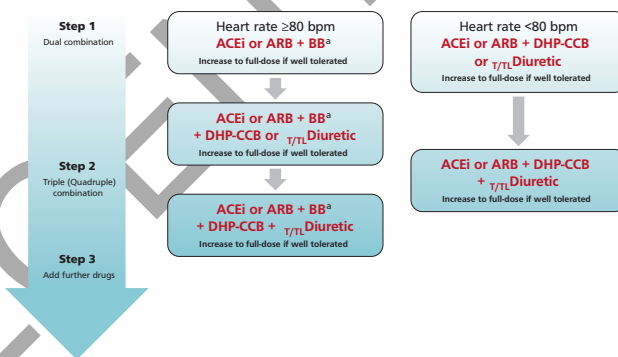 Step 1
Dual combination
Step 2
Triple (Quadruple)
combination
Step 3
Add further drugs
Heart rate ≥80 bpm
ACEi or ARB + BBª
Increase to full-dose if well tolerated
ACEi or ARB + BBª
+ DHP-CCB or T/TLDiuretic
Increase to full-dose if well tolerated
ACEi or ARB + BBª
+ DHP-CCB + T/TLDiuretic
Increase to full-dose if well tolerated
Heart rate <80 bpm
ACEi or ARB + DHP-CCB
or T/TLDiuretic
Increase to full-dose if well tolerated
ACEi or ARB + DHP-CCB
+ T/TLDiuretic
Increase to full-dose if well tolerated